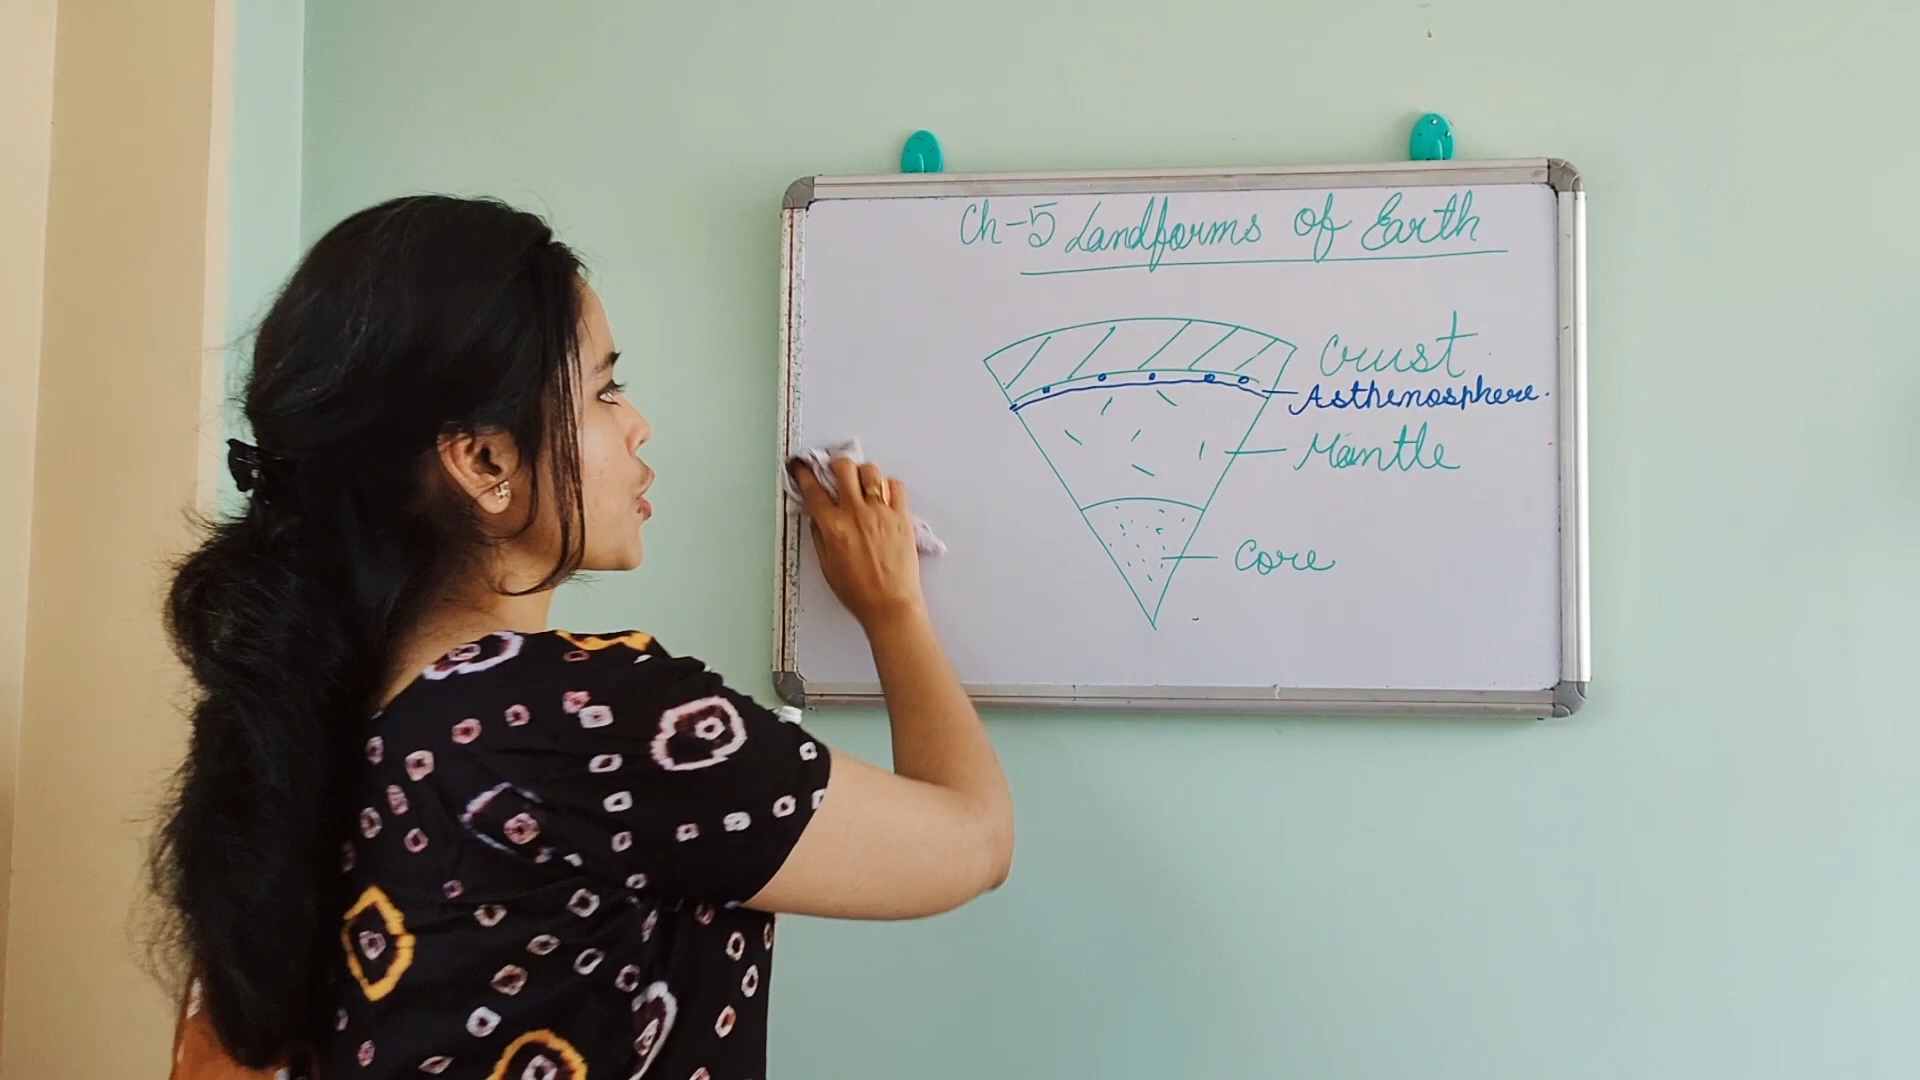 Ch-5 Landforms of Earth
Crust
Asthenosphere.
Mantle
Core